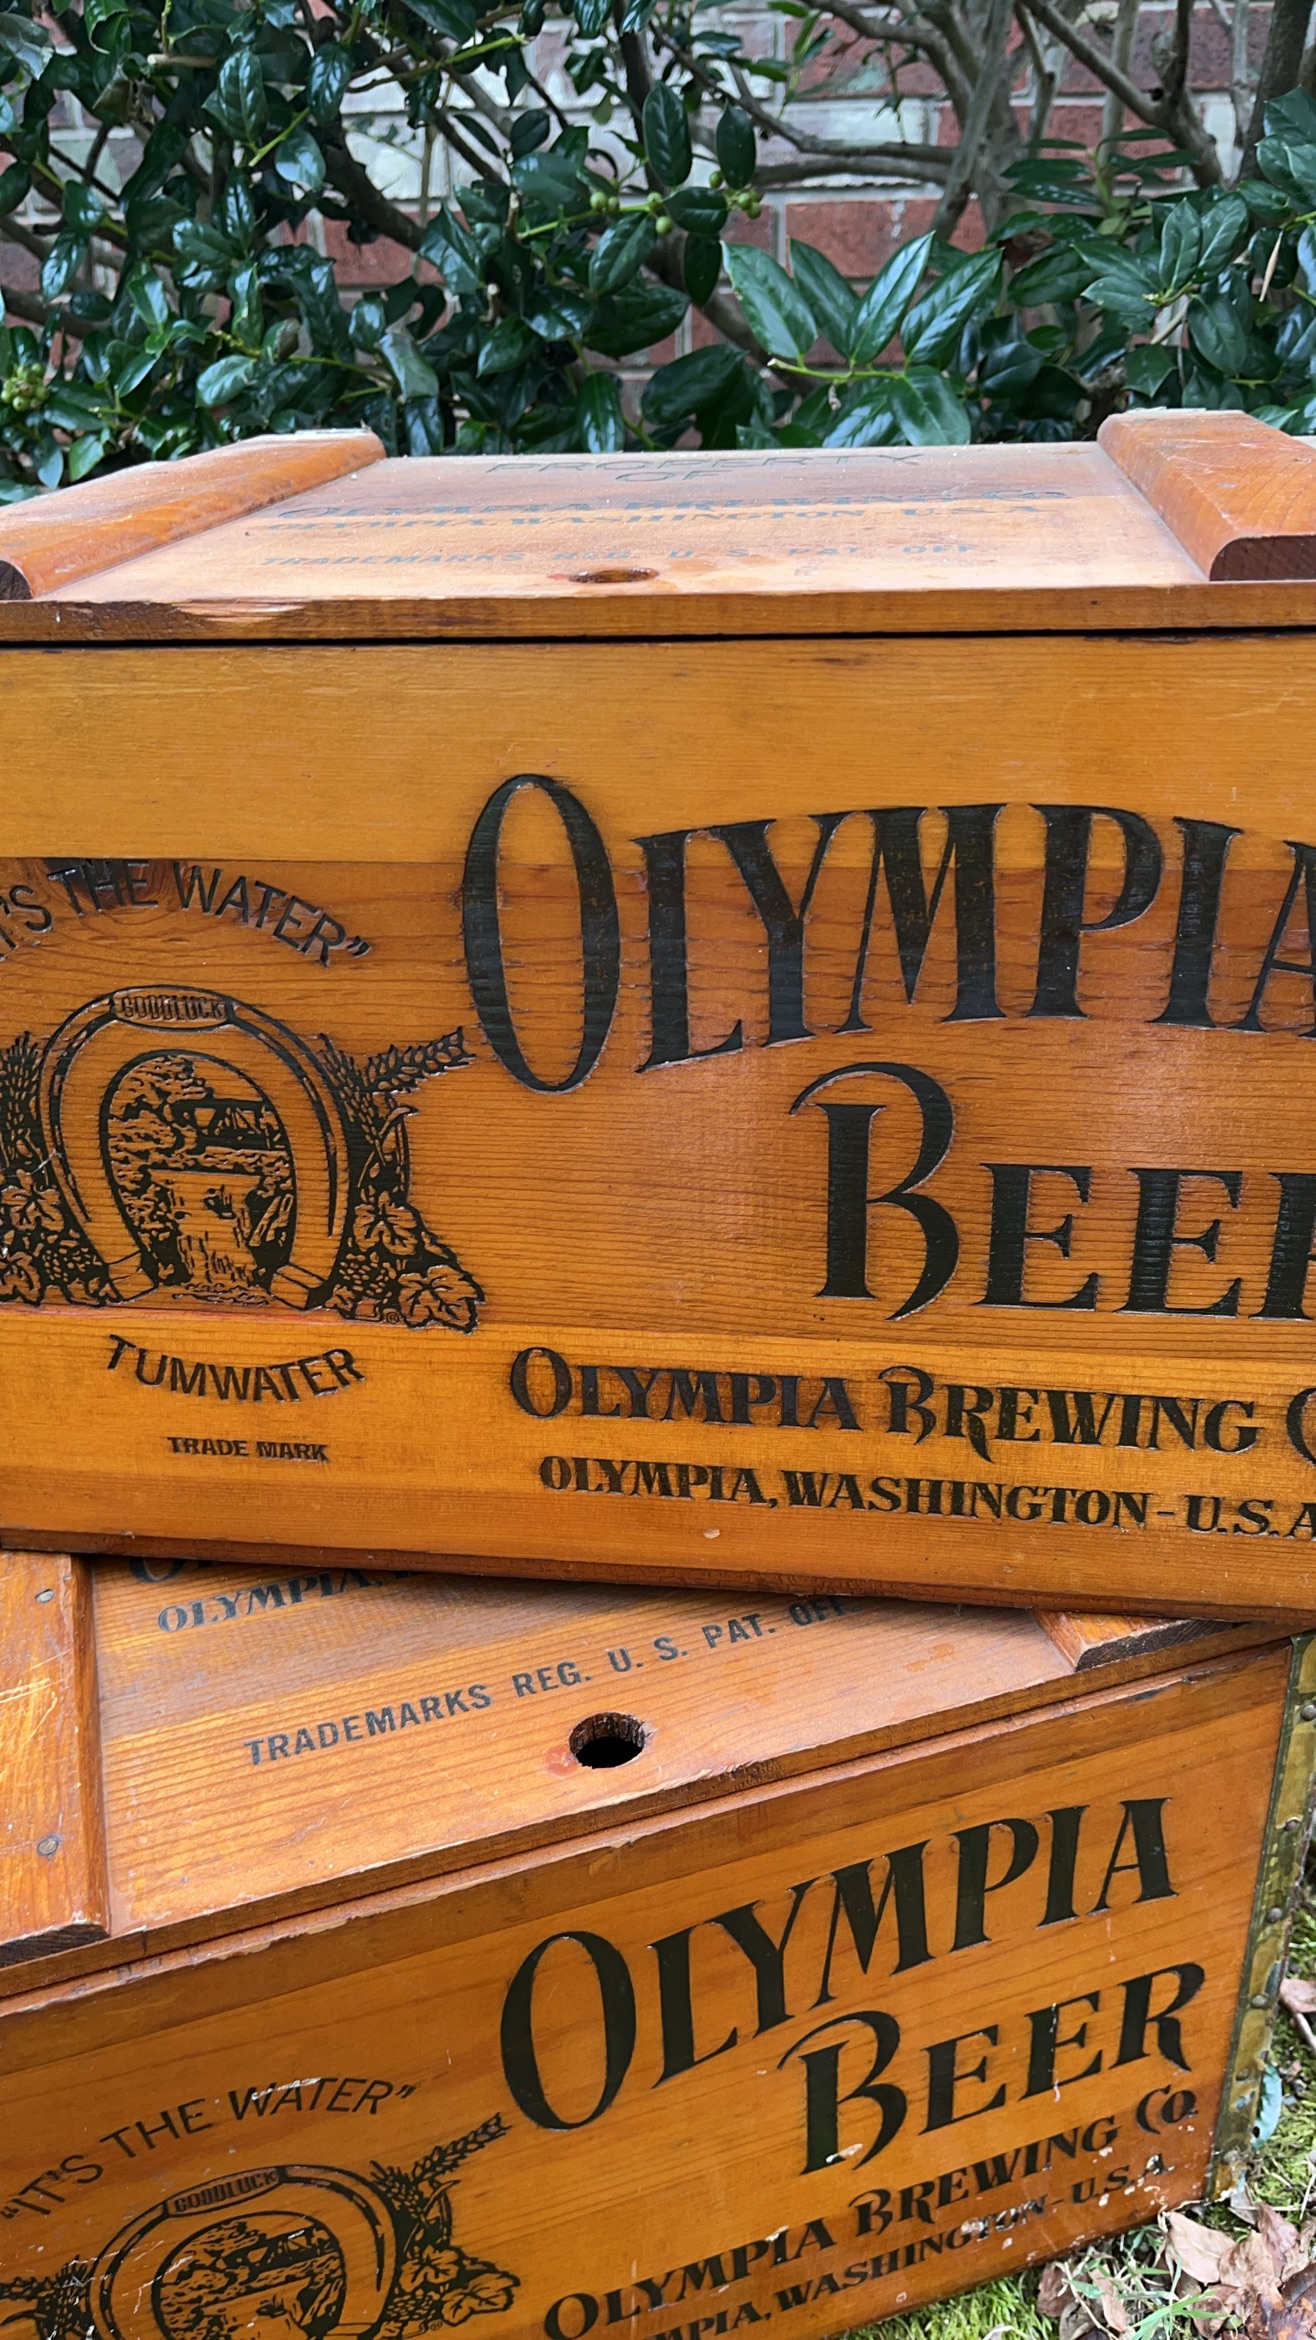 PROPERTY
OF
OLYMPIA BREWING CO
OLYMPIA, WASHINGTON U.S.A.
TRADEMARKS REG. U. S. PAT. OFF.
IT'S THE WATER"
GOODLUCK
TUMWATER
TRADE MARK
OLYMPIA
BEER
OLYMPIA BREWING
OLYMPIA, WASHINGTON - U.S.A
OLYMPIA,
TRADEMARKS REG. U. S. PAT. OFF
"IT'S THE WATER"
GOODLUCK
OLYMPIA
BEER
OLYMPIA BREWING CO.
MPIA, WASHINGTON - U.S.A.